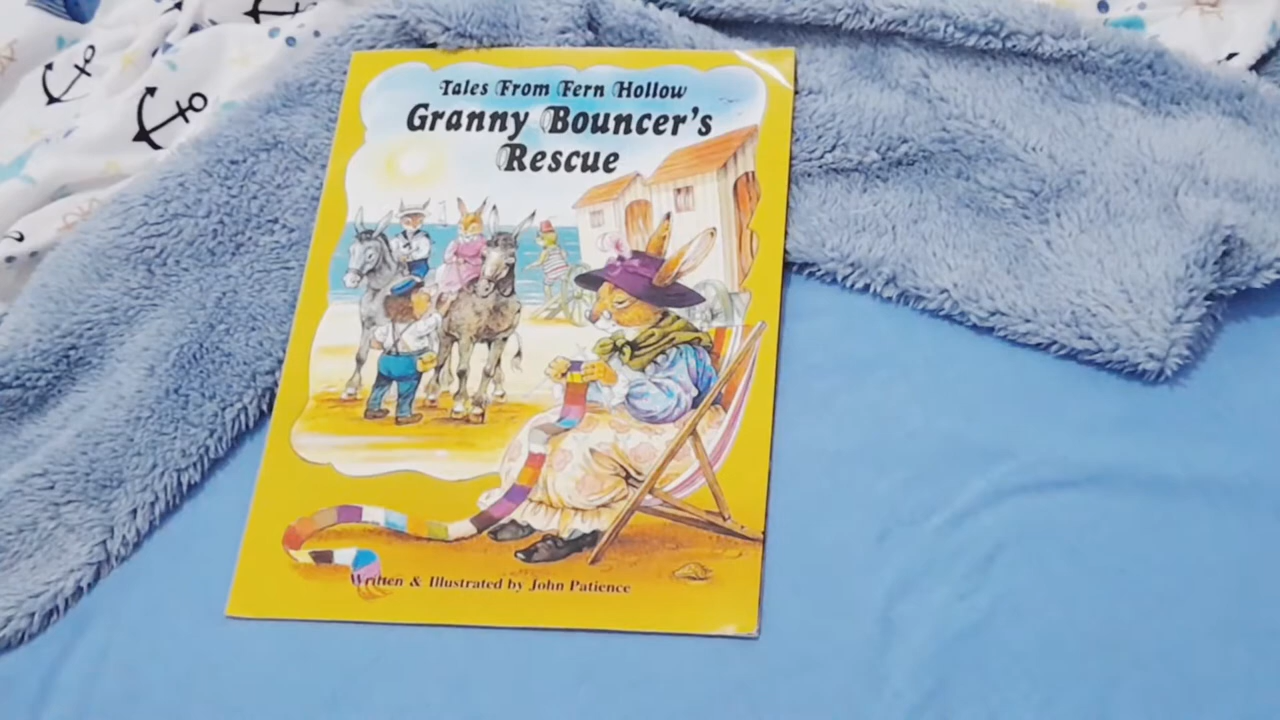 Tales From Fern Hollow
Granny Bouncer's
Rescue
Written & Illustrated by John Patience